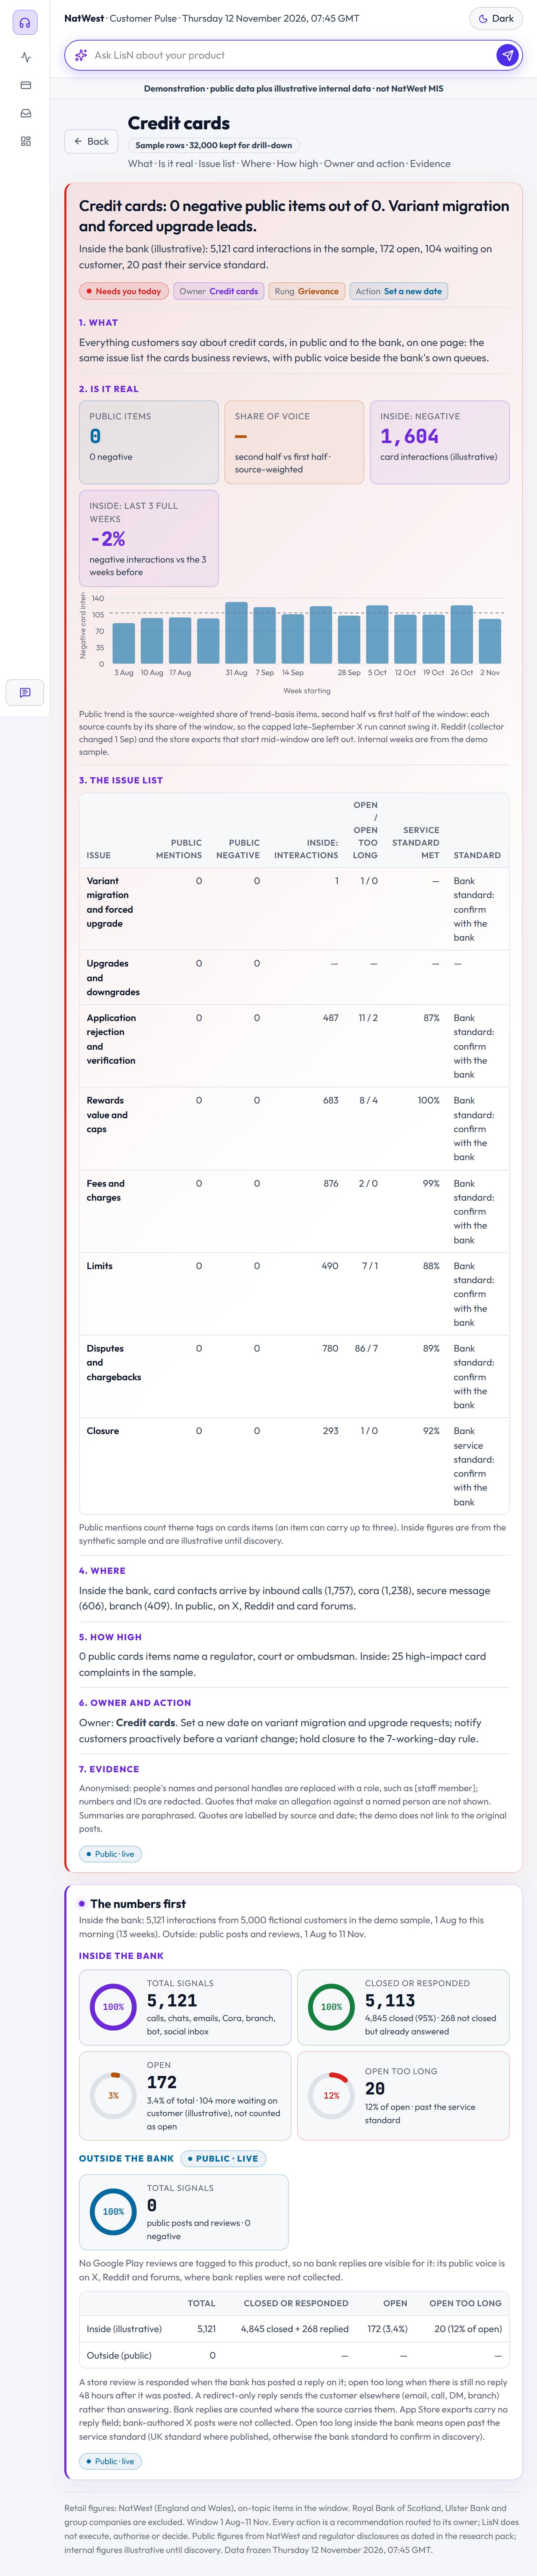 NatWest · Customer Pulse · Thursday 12 November 2026, 07:45 GMT
Dark
Ask LisN about your product
Demonstration · public data plus illustrative internal data · not NatWest MIS
Back
Credit cards
Sample rows · 32,000 kept for drill-down
What · Is it real · Issue list · Where · How high · Owner and action · Evidence
Credit cards: 0 negative public items out of 0. Variant migration
and forced upgrade leads.
Inside the bank (illustrative): 5,121 card interactions in the sample, 172 open, 104 waiting on
customer, 20 past their service standard.
Needs you today
Owner Credit cards
Rung Grievance
Action Set a new date
1. WHAT
Everything customers say about credit cards, in public and to the bank, on one page: the
same issue list the cards business reviews, with public voice beside the bank's own queues.
2. IS IT REAL
PUBLIC ITEMS
0
0 negative
SHARE OF VOICE
—
second half vs first half ·
source-weighted
INSIDE: NEGATIVE
1,604
card interactions (illustrative)
INSIDE: LAST 3 FULL
WEEKS
-2%
negative interactions vs the 3
weeks before
Negative card inten
140
105
70
35
0
3 Aug 10 Aug 17 Aug 31 Aug 7 Sep 14 Sep 28 Sep 5 Oct 12 Oct 19 Oct 26 Oct 2 Nov
Week starting
Public trend is the source-weighted share of trend-basis items, second half vs first half of the window: each
source counts by its share of the window, so the capped late-September X run cannot swing it. Reddit (collector
changed 1 Sep) and the store exports that start mid-window are left out. Internal weeks are from the demo
sample.
3. THE ISSUE LIST
ISSUE
PUBLIC
MENTIONS
PUBLIC
NEGATIVE
INSIDE:
INTERACTIONS
OPEN
/
OPEN
TOO
LONG
SERVICE
STANDARD
MET
STANDARD
Variant
migration
and forced
upgrade
0 0 1 1 / 0 —
Bank
standard:
confirm
with the
bank
Upgrades
and
downgrades
0 0 — — — —
Application
rejection
and
verification
0 0 487 11 / 2 87%
Bank
standard:
confirm
with the
bank
Rewards
value and
caps
0 0 683 8 / 4 100%
Bank
standard:
confirm
with the
bank
Fees and
charges
0 0 876 2 / 0 99%
Bank
standard:
confirm
with the
bank
Limits
0 0 490 7 / 1 88%
Bank
standard:
confirm
with the
bank
Disputes
and
chargebacks
0 0 780 86 / 7 89%
Bank
standard:
confirm
with the
bank
Closure
0 0 293 1 / 0 92%
Bank
service
standard:
confirm
with the
bank
Public mentions count theme tags on cards items (an item can carry up to three). Inside figures are from the
synthetic sample and are illustrative until discovery.
4. WHERE
Inside the bank, card contacts arrive by inbound calls (1,757), cora (1,238), secure message
(606), branch (409). In public, on X, Reddit and card forums.
5. HOW HIGH
0 public cards items name a regulator, court or ombudsman. Inside: 25 high-impact card
complaints in the sample.
6. OWNER AND ACTION
Owner: Credit cards. Set a new date on variant migration and upgrade requests; notify
customers proactively before a variant change; hold closure to the 7-working-day rule.
7. EVIDENCE
Anonymised: people's names and personal handles are replaced with a role, such as [staff member];
numbers and IDs are redacted. Quotes that make an allegation against a named person are not shown.
Summaries are paraphrased. Quotes are labelled by source and date; the demo does not link to the original
posts.
Public · live
The numbers first
Inside the bank: 5,121 interactions from 5,000 fictional customers in the demo sample, 1 Aug to this
morning (13 weeks). Outside: public posts and reviews, 1 Aug to 11 Nov.
INSIDE THE BANK
100%
TOTAL SIGNALS
5,121
calls, chats, emails, Cora, branch,
bot, social inbox
100%
CLOSED OR RESPONDED
5,113
4,845 closed (95%) · 268 not closed
but already answered
3%
OPEN
172
3.4% of total · 104 more waiting on
customer (illustrative), not counted
as open
12%
OPEN TOO LONG
20
12% of open · past the service
standard
OUTSIDE THE BANK
PUBLIC · LIVE
100%
TOTAL SIGNALS
0
public posts and reviews · 0
negative
No Google Play reviews are tagged to this product, so no bank replies are visible for it: its public voice is
on X, Reddit and forums, where bank replies were not collected.
TOTAL CLOSED OR RESPONDED OPEN OPEN TOO LONG
Inside (illustrative) 5,121 4,845 closed + 268 replied 172 (3.4%) 20 (12% of open)
Outside (public) 0 — — —
A store review is responded when the bank has posted a reply on it; open too long when there is still no reply
48 hours after it was posted. A redirect-only reply sends the customer elsewhere (email, call, DM, branch)
rather than answering. Bank replies are counted where the source carries them. App Store exports carry no
reply field; bank-authored X posts were not collected. Open too long inside the bank means open past the
service standard (UK standard where published, otherwise the bank standard to confirm in discovery).
Public · live
Retail figures: NatWest (England and Wales), on-topic items in the window. Royal Bank of Scotland, Ulster Bank and
group companies are excluded. Window 1 Aug–11 Nov. Every action is a recommendation routed to its owner; LisN does
not execute, authorise or decide. Public figures from NatWest and regulator disclosures as dated in the research pack;
internal figures illustrative until discovery. Data frozen Thursday 12 November 2026, 07:45 GMT.